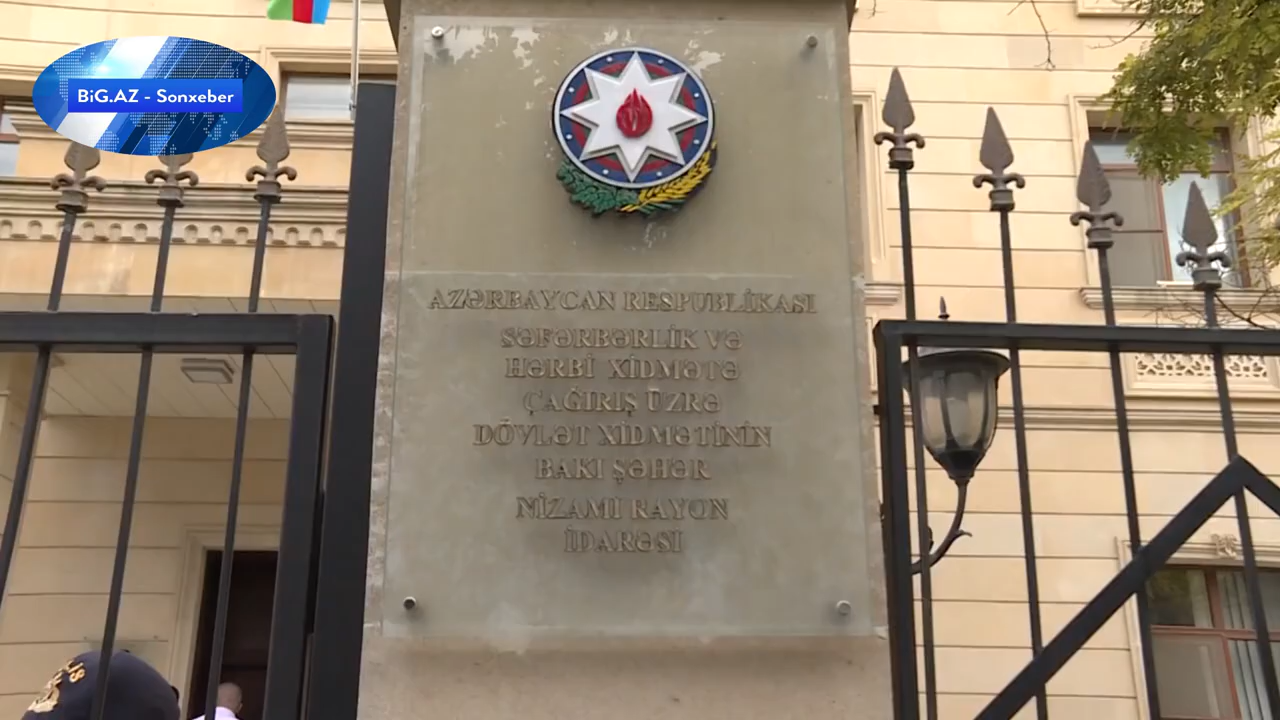 BiG.AZ - Sonxeber
AZƏRBAYCAN RESPUBLİKASI
SƏFƏRBƏRLİK VƏ
HƏRBİ XİDMƏTƏ
ÇAĞIRIŞ ÜZRƏ
DÖVLƏT XİDMƏTİNİN
BAKI ŞƏHƏR
NİZAMI RAYON
İDARƏSI